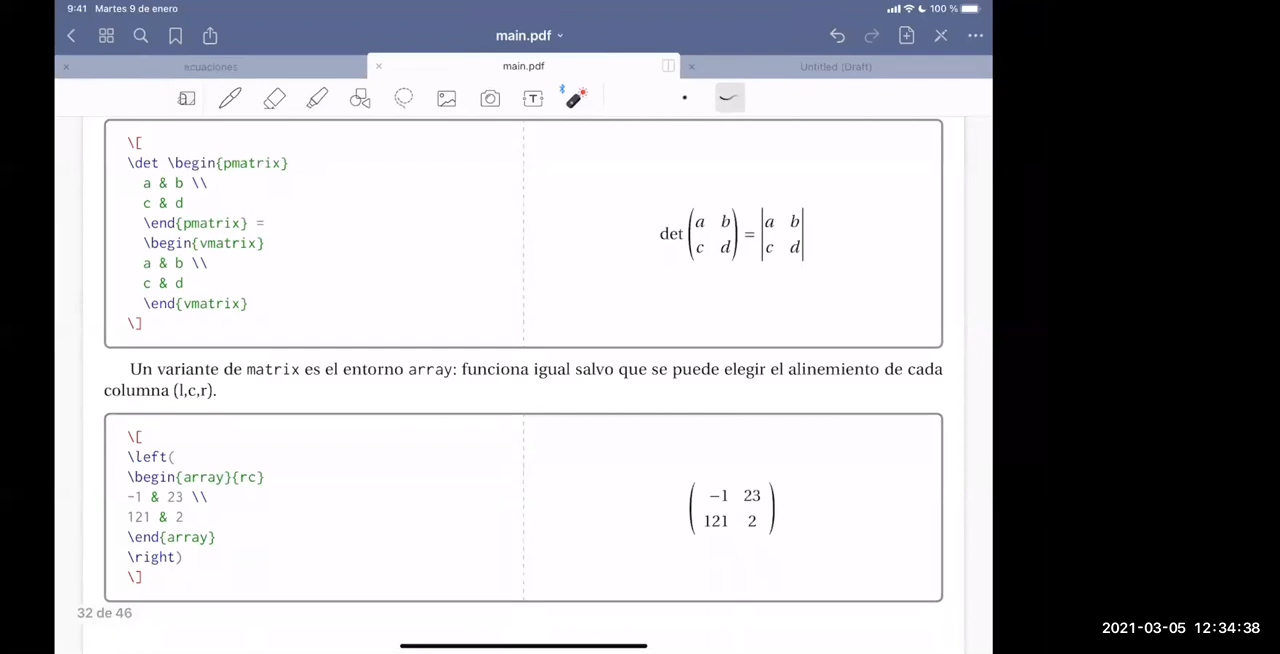 9:41 Martes 9 de enero 100 %
main.pdf
ecuaciones main.pdf Untitled (Draft)
\[
\det \begin{pmatrix}
a & b \\
c & d
\end{pmatrix} =
\begin{vmatrix}
a & b \\
c & d
\end{vmatrix}
\]
det (a b) = |a b|
c d c d
Un variante de matrix es el entorno array: funciona igual salvo que se puede elegir el alinemiento de cada
columna (l,c,r).
\[
\left(
\begin{array}{rc}
-1 & 23 \\
121 & 2
\end{array}
\right)
\]
( −1 23 )
121 2
32 de 46
2021-03-05 12:34:38